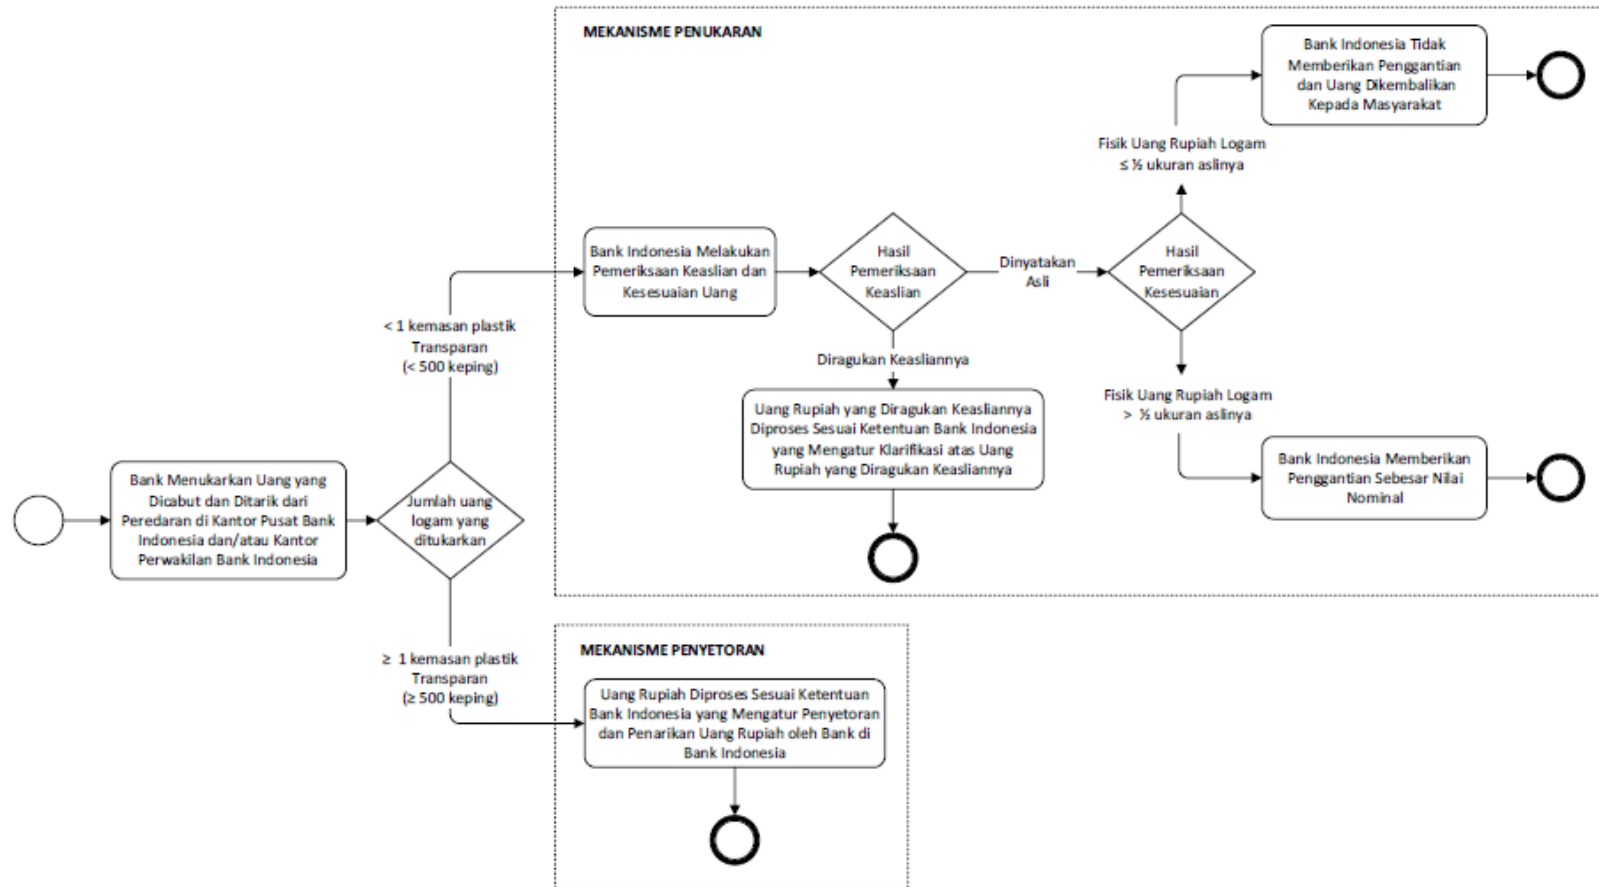 MEKANISME PENUKARAN
Bank Indonesia Tidak
Memberikan Penggantian
dan Uang Dikembalikan
Kepada Masyarakat
Fisik Uang Rupiah Logam
≤ ½ ukuran aslinya
Bank Indonesia Melakukan
Pemeriksaan Keaslian dan
Kesesuaian Uang
Hasil
Pemeriksaan
Keaslian
Dinyatakan
Asli
Hasil
Pemeriksaan
Kesesuaian
< 1 kemasan plastik
Transparan
(< 500 keping)
Diragukan Keasliannya
Uang Rupiah yang Diragukan Keasliannya
Diproses Sesuai Ketentuan Bank Indonesia
yang Mengatur Klarifikasi atas Uang
Rupiah yang Diragukan Keasliannya
Fisik Uang Rupiah Logam
> ½ ukuran aslinya
Bank Indonesia Memberikan
Penggantian Sebesar Nilai
Nominal
Bank Menukarkan Uang yang
Dicabut dan Ditarik dari
Peredaran di Kantor Pusat Bank
Indonesia dan/atau Kantor
Perwakilan Bank Indonesia
Jumlah uang
logam yang
ditukarkan
≥ 1 kemasan plastik
Transparan
(≥ 500 keping)
MEKANISME PENYETORAN
Uang Rupiah Diproses Sesuai Ketentuan
Bank Indonesia yang Mengatur Penyetoran
dan Penarikan Uang Rupiah oleh Bank di
Bank Indonesia